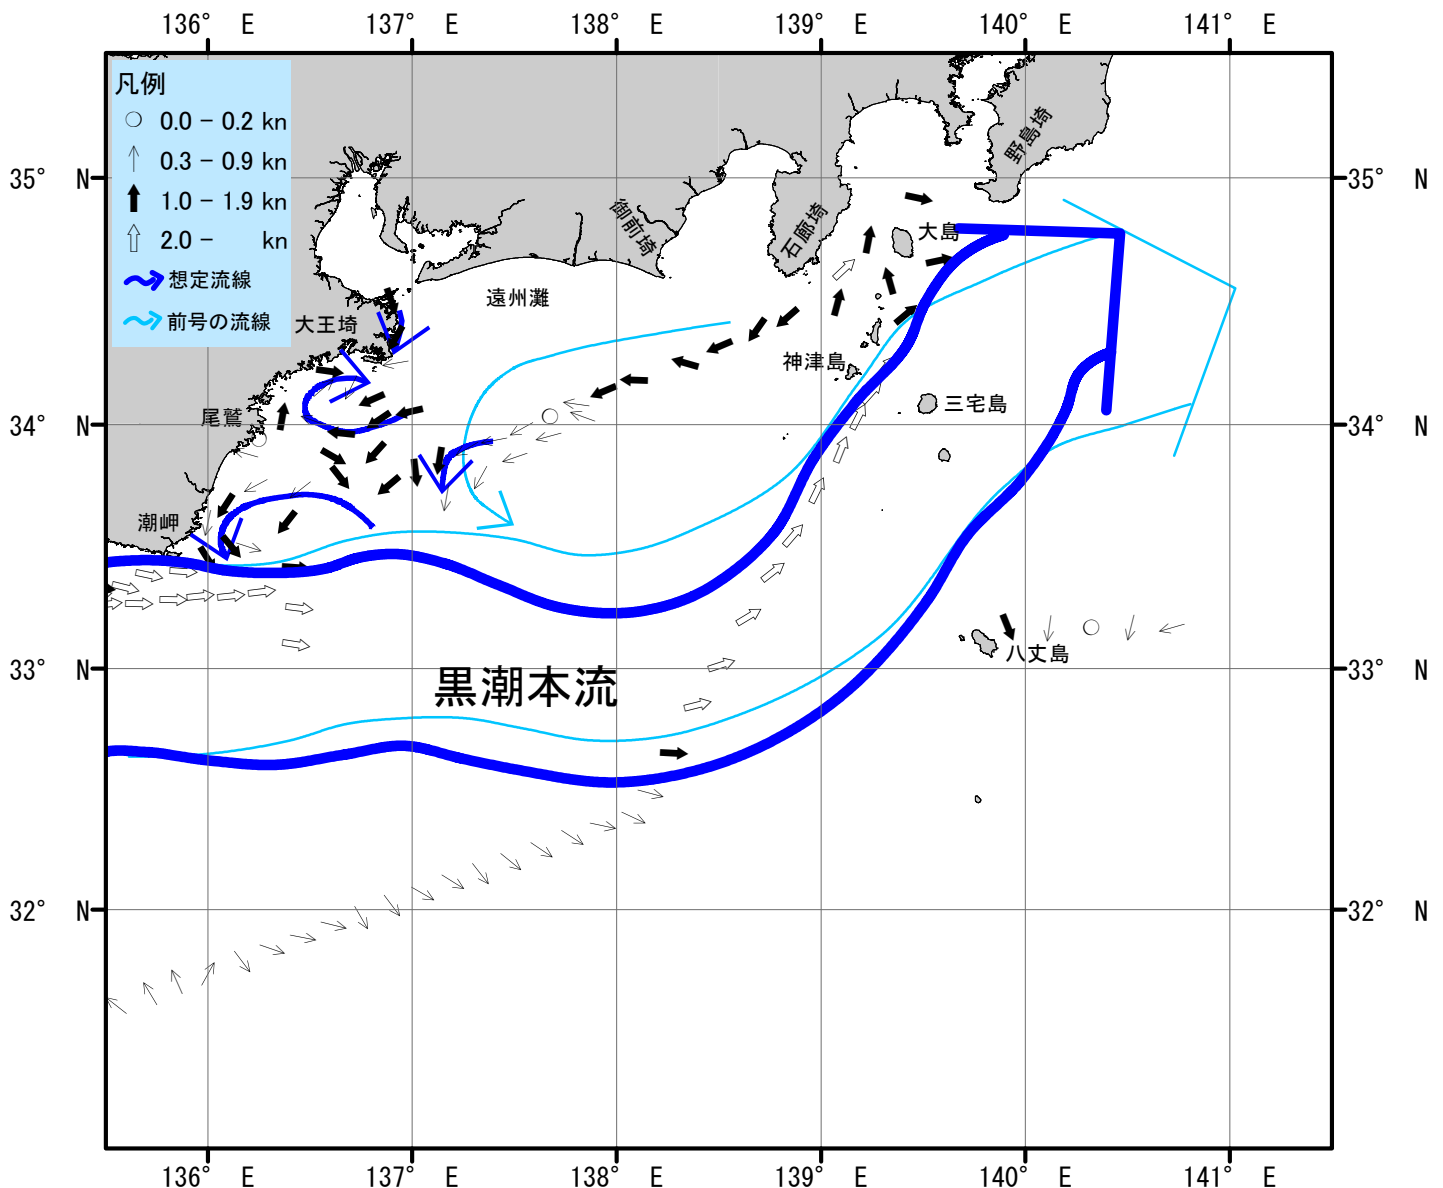 136° E 137° E 138° E 139° E 140° E 141° E
凡例
0.0 - 0.2 kn
0.3 - 0.9 kn
1.0 - 1.9 kn
2.0 - kn
想定流線
前号の流線
野島埼
35° N
35° N
御前埼
石廊埼
大島
遠州灘
大王埼
神津島
三宅島
尾鷲
34° N
34° N
潮岬
八丈島
33° N
33° N
黒潮本流
32° N
32° N
136° E 137° E 138° E 139° E 140° E 141° E